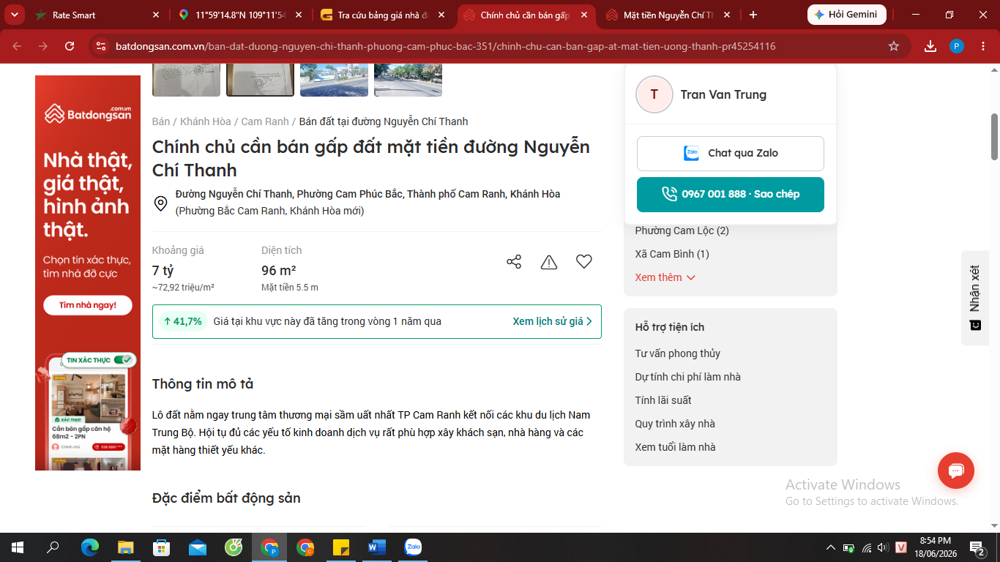 Rate Smart
11°59'14.8"N 109°11'54
Tra cứu bảng giá nhà đ
Chính chủ cần bán gấp
Mặt tiền Nguyễn Chí Th
Hỏi Gemini
batdongsan.com.vn/ban-dat-duong-nguyen-chi-thanh-phuong-cam-phuc-bac-351/chinh-chu-can-ban-gap-at-mat-tien-uong-thanh-pr45254116
P
Batdongsan
.com.vn
Nhà thật,
giá thật,
hình ảnh
thật.
Chọn tin xác thực,
tìm nhà đỡ cực
Tìm nhà ngay!
TIN XÁC THỰC
XÁC THỰC
Cần bán gấp căn hộ
68m2 - 2PN
Chính chủ
Bán / Khánh Hòa / Cam Ranh / Bán đất tại đường Nguyễn Chí Thanh
Chính chủ cần bán gấp đất mặt tiền đường Nguyễn
Chí Thanh
Đường Nguyễn Chí Thanh, Phường Cam Phúc Bắc, Thành phố Cam Ranh, Khánh Hòa
(Phường Bắc Cam Ranh, Khánh Hòa mới)
Khoảng giá
7 tỷ
~72,92 triệu/m²
Diện tích
96 m²
Mặt tiền 5.5 m
41,7%
Giá tại khu vực này đã tăng trong vòng 1 năm qua
Xem lịch sử giá
Thông tin mô tả
Lô đất nằm ngay trung tâm thương mại sầm uất nhất TP Cam Ranh kết nối các khu du lịch Nam
Trung Bộ. Hội tụ đủ các yếu tố kinh doanh dịch vụ rất phù hợp xây khách sạn, nhà hàng và các
mặt hàng thiết yếu khác.
Đặc điểm bất động sản
T
Tran Van Trung
Zalo
Chat qua Zalo
0967 001 888 · Sao chép
Phường Cam Lộc (2)
Xã Cam Bình (1)
Xem thêm
Hỗ trợ tiện ích
Tư vấn phong thủy
Dự tính chi phí làm nhà
Tính lãi suất
Quy trình xây nhà
Xem tuổi làm nhà
Nhận xét
Activate Windows
Go to Settings to activate Windows.
P
C
W
Zalo
V
8:54 PM
18/06/2026
2